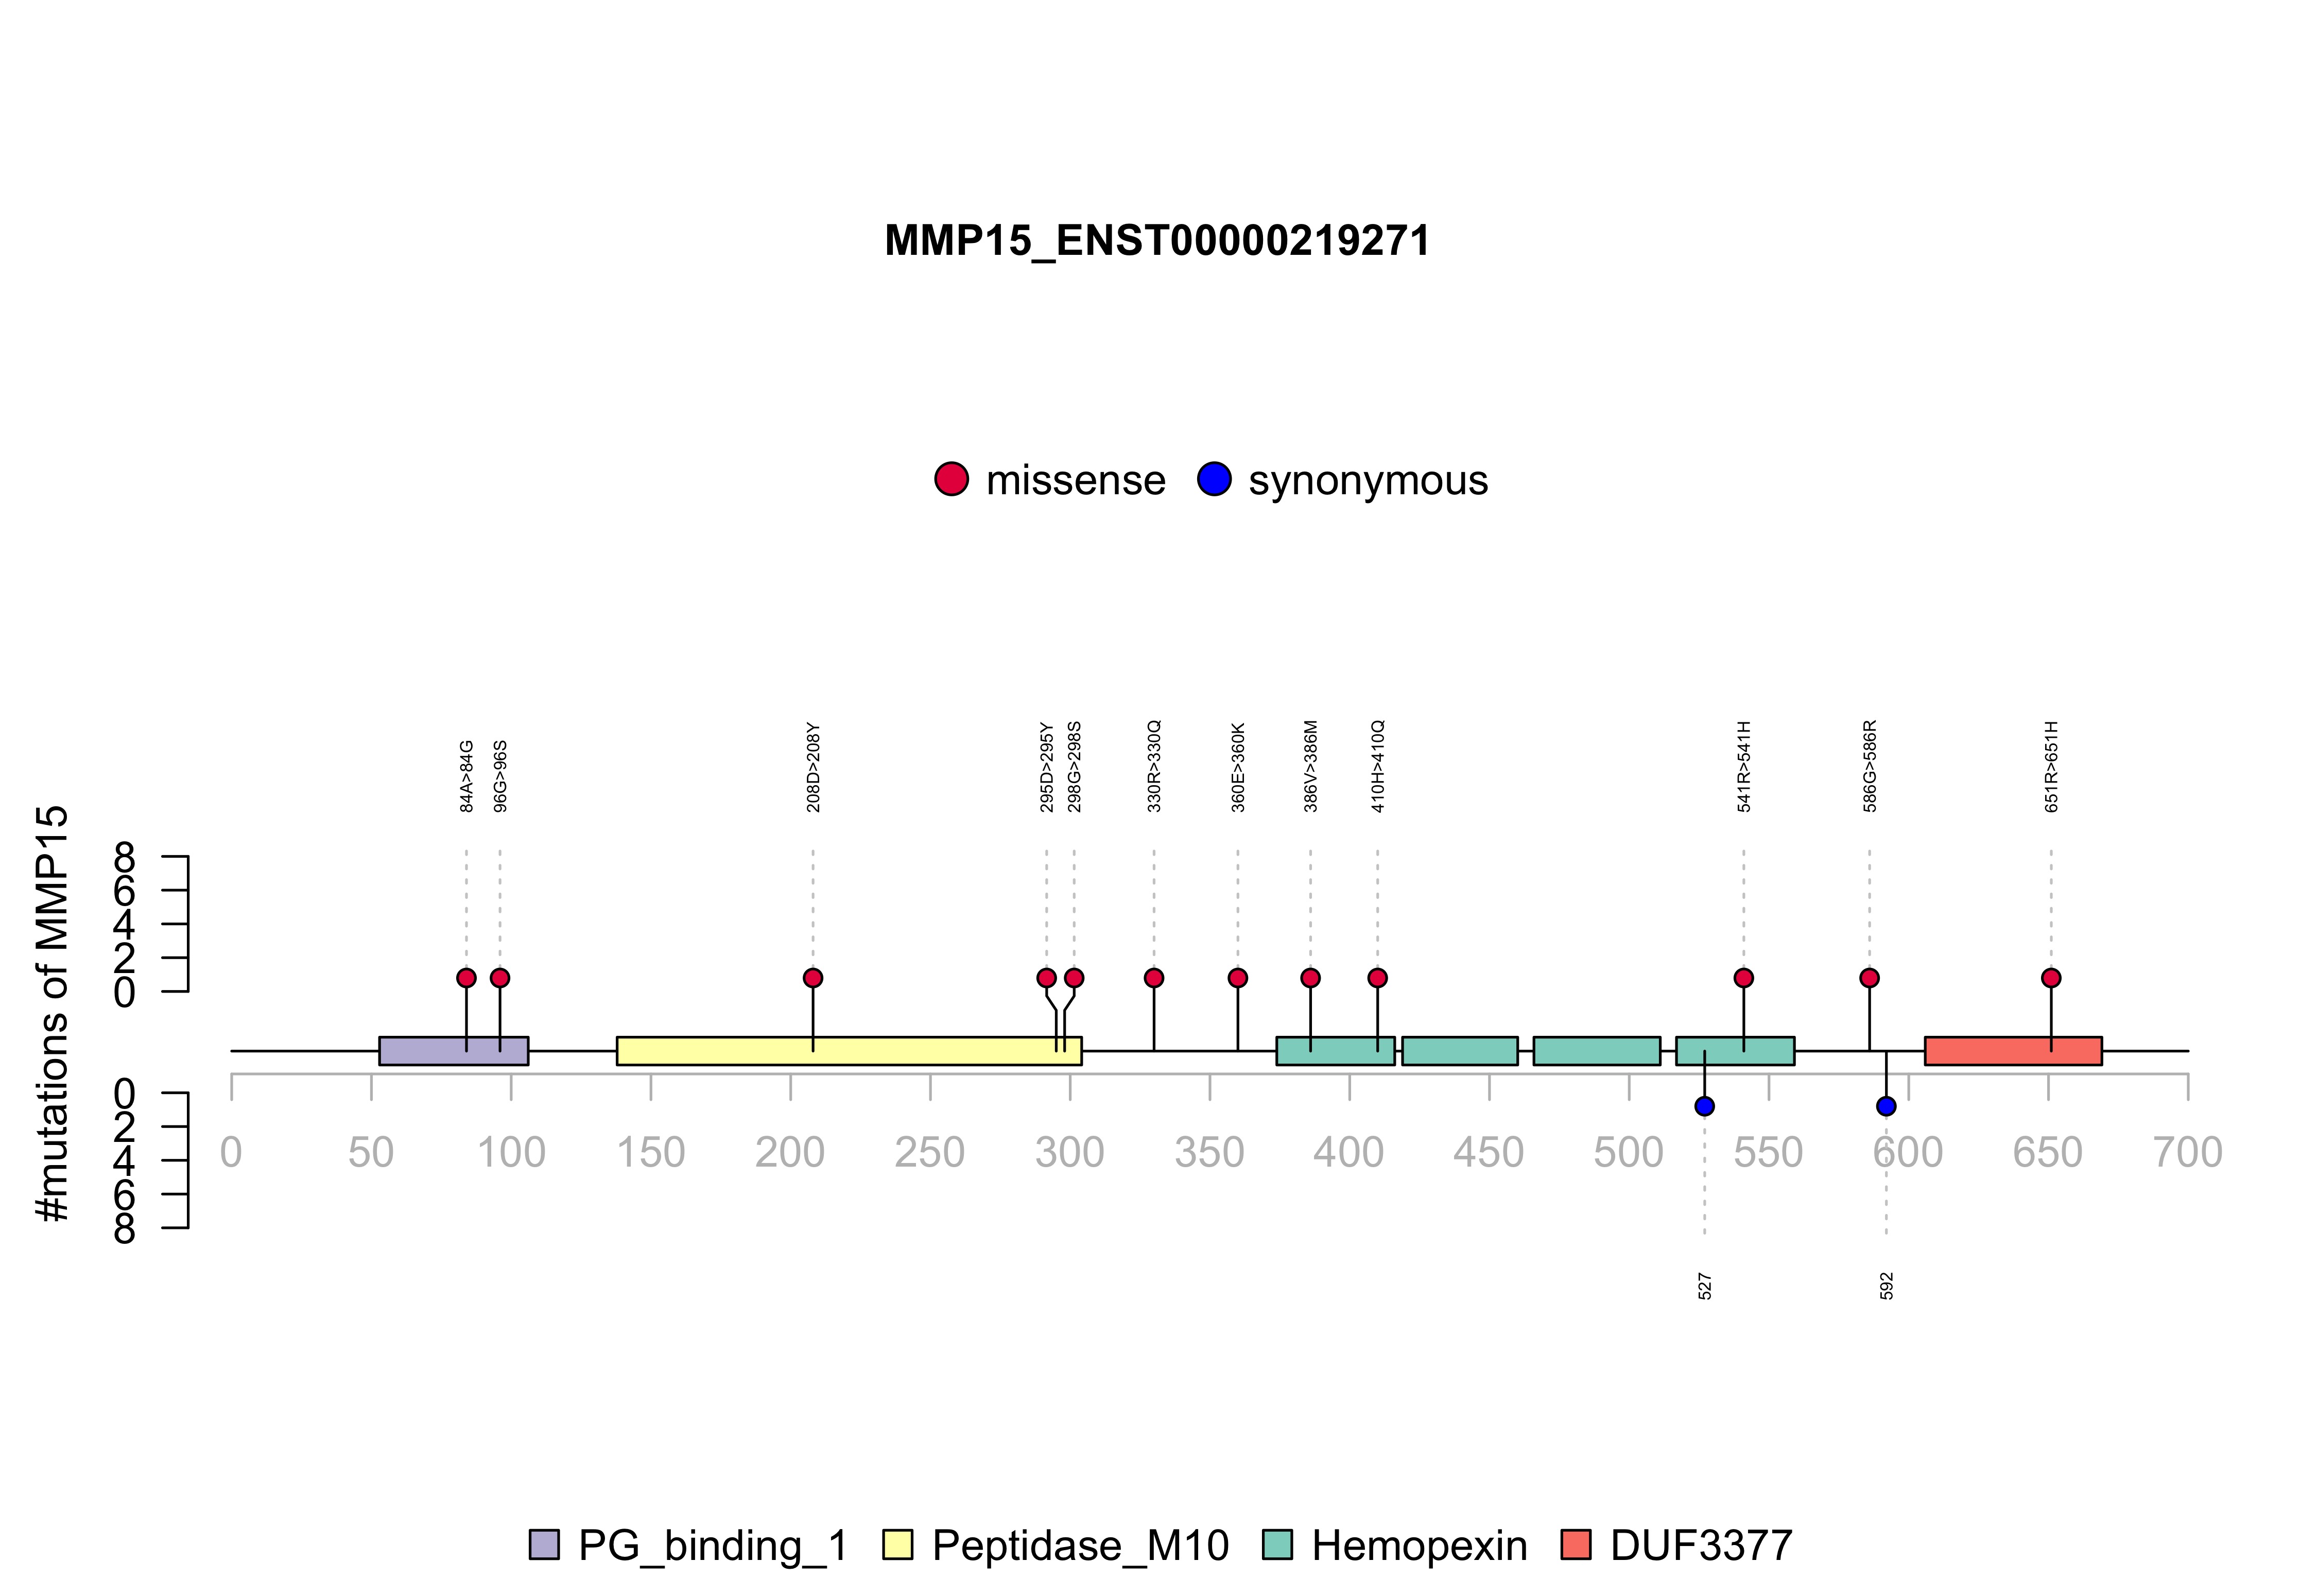 MMP15_ENST00000219271
missense synonymous
84A>84G 96G>96S 208D>208Y 295D>295Y 298G>298S 330R>330Q 360E>360K 386V>386M 410H>410Q 541R>541H 586G>586R 651R>651H
#mutations of MMP15
8
6
4
2
0
0
2
4
6
8
0 50 100 150 200 250 300 350 400 450 500 550 600 650 700
527 592
PG_binding_1 Peptidase_M10 Hemopexin DUF3377